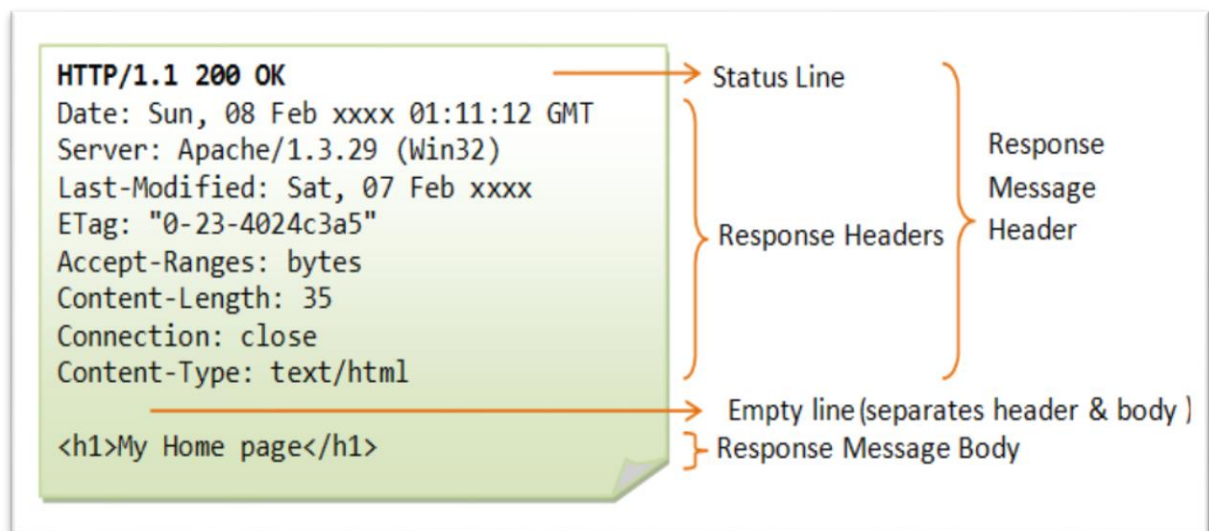 HTTP/1.1 200 OK
Date: Sun, 08 Feb xxxx 01:11:12 GMT
Server: Apache/1.3.29 (Win32)
Last-Modified: Sat, 07 Feb xxxx
ETag: "0-23-4024c3a5"
Accept-Ranges: bytes
Content-Length: 35
Connection: close
Content-Type: text/html
<h1>My Home page</h1>
Status Line
Response Headers
Response
Message
Header
Empty line (separates header & body )
Response Message Body